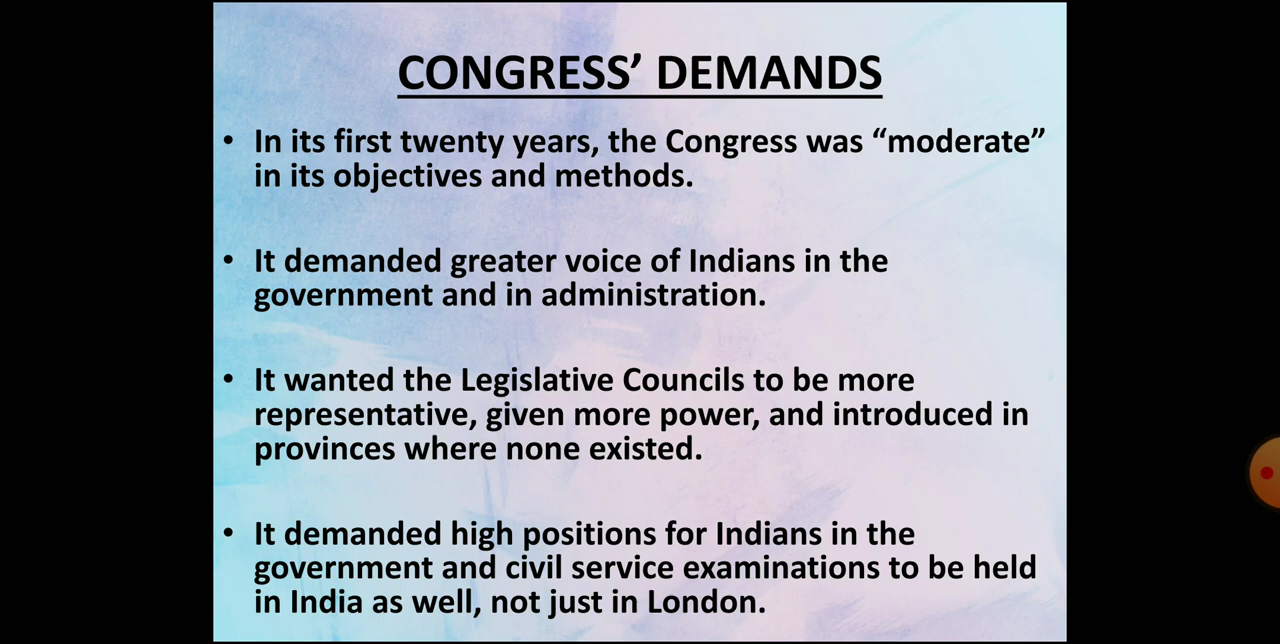 CONGRESS’ DEMANDS
• In its first twenty years, the Congress was “moderate”
in its objectives and methods.
• It demanded greater voice of Indians in the
government and in administration.
• It wanted the Legislative Councils to be more
representative, given more power, and introduced in
provinces where none existed.
• It demanded high positions for Indians in the
government and civil service examinations to be held
in India as well, not just in London.